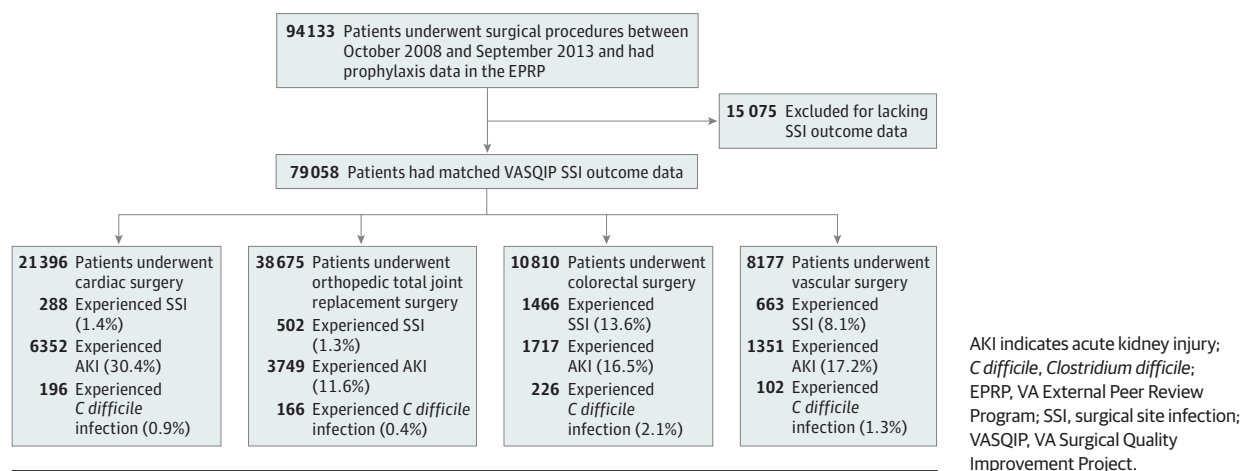 94133 Patients underwent surgical procedures between
October 2008 and September 2013 and had
prophylaxis data in the EPRP
15 075 Excluded for lacking
SSI outcome data
79058 Patients had matched VASQIP SSI outcome data
21396 Patients underwent
cardiac surgery
288 Experienced SSI
(1.4%)
6352 Experienced
AKI (30.4%)
196 Experienced
C difficile
infection (0.9%)
38675 Patients underwent
orthopedic total joint
replacement surgery
502 Experienced SSI
(1.3%)
3749 Experienced AKI
(11.6%)
166 Experienced C difficile
infection (0.4%)
10810 Patients underwent
colorectal surgery
1466 Experienced
SSI (13.6%)
1717 Experienced
AKI (16.5%)
226 Experienced
C difficile
infection (2.1%)
8177 Patients underwent
vascular surgery
663 Experienced
SSI (8.1%)
1351 Experienced
AKI (17.2%)
102 Experienced
C difficile
infection (1.3%)
AKI indicates acute kidney injury;
C difficile, Clostridium difficile;
EPRP, VA External Peer Review
Program; SSI, surgical site infection;
VASQIP, VA Surgical Quality
Improvement Project.